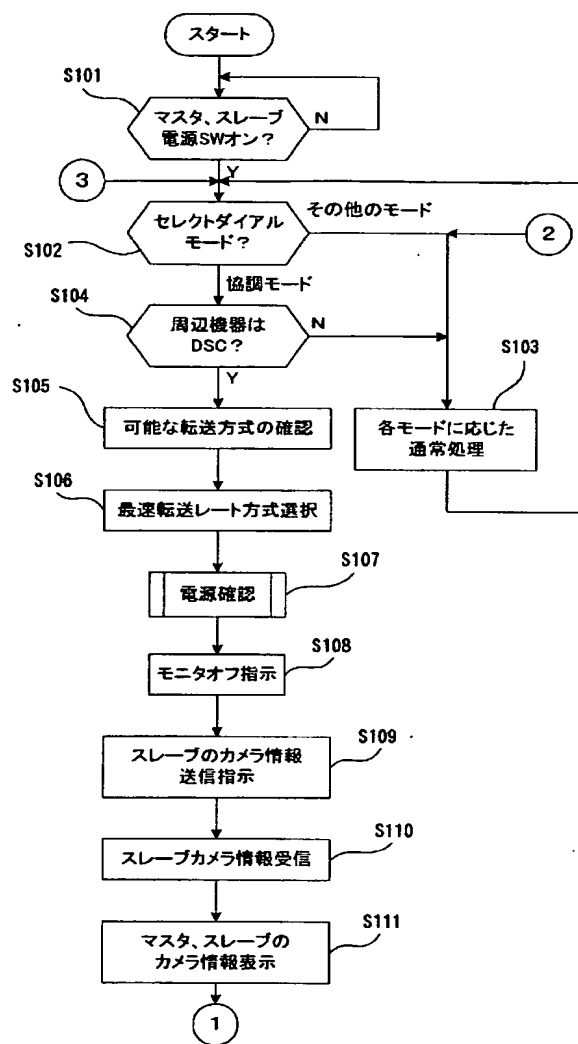 スタート
S101
マスタ、スレーブ
電源SWオン？
N
Y
3
その他のモード
セレクトダイアル
モード？
2
S102
協調モード
S104
周辺機器は
DSC？
N
Y
S103
S105
可能な転送方式の確認
各モードに応じた
通常処理
S106
最速転送レート方式選択
S107
電源確認
S108
モニタオフ指示
S109
スレーブのカメラ情報
送信指示
S110
スレーブカメラ情報受信
S111
マスタ、スレーブの
カメラ情報表示
1